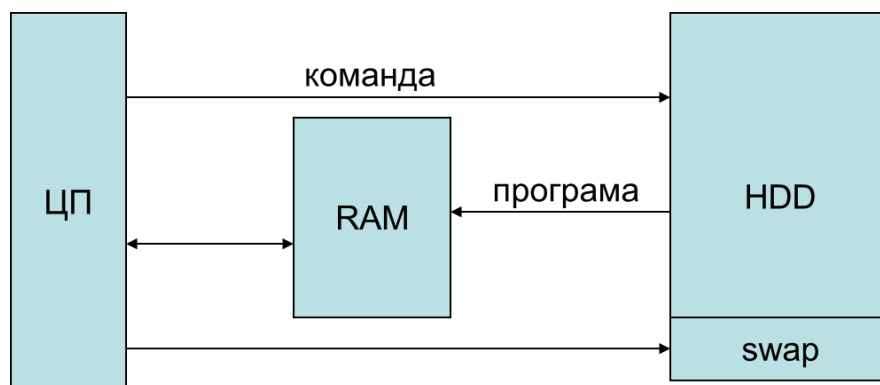 команда
ЦП
RAM
програма
HDD
swap